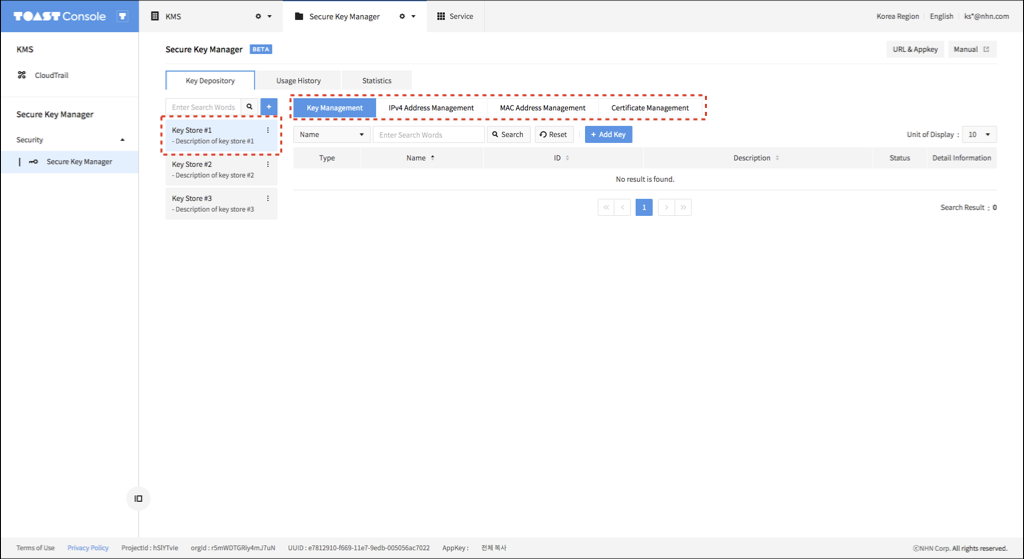 TOAST Console
KMS
Secure Key Manager
Service
Korea Region
English
ks*@nhn.com
KMS
CloudTrail
Secure Key Manager
Security
Secure Key Manager
Secure Key Manager BETA
URL & Appkey
Manual
Key Depository
Usage History
Statistics
Enter Search Words
+
Key Store #1
- Description of key store #1
Key Store #2
- Description of key store #2
Key Store #3
- Description of key store #3
Key Management
IPv4 Address Management
MAC Address Management
Certificate Management
Name
Enter Search Words
Search
Reset
+ Add Key
Unit of Display : 10
Type
Name
ID
Description
Status
Detail Information
No result is found.
1
Search Result : 0
Terms of Use
Privacy Policy
ProjectId : hSlYTvIe
orgId : r5mWDTGRiy4mJ7uN
UUID : e7812910-f669-11e7-9edb-005056ac7022
AppKey :
전체 복사
©NHN Corp. All rights reserved.